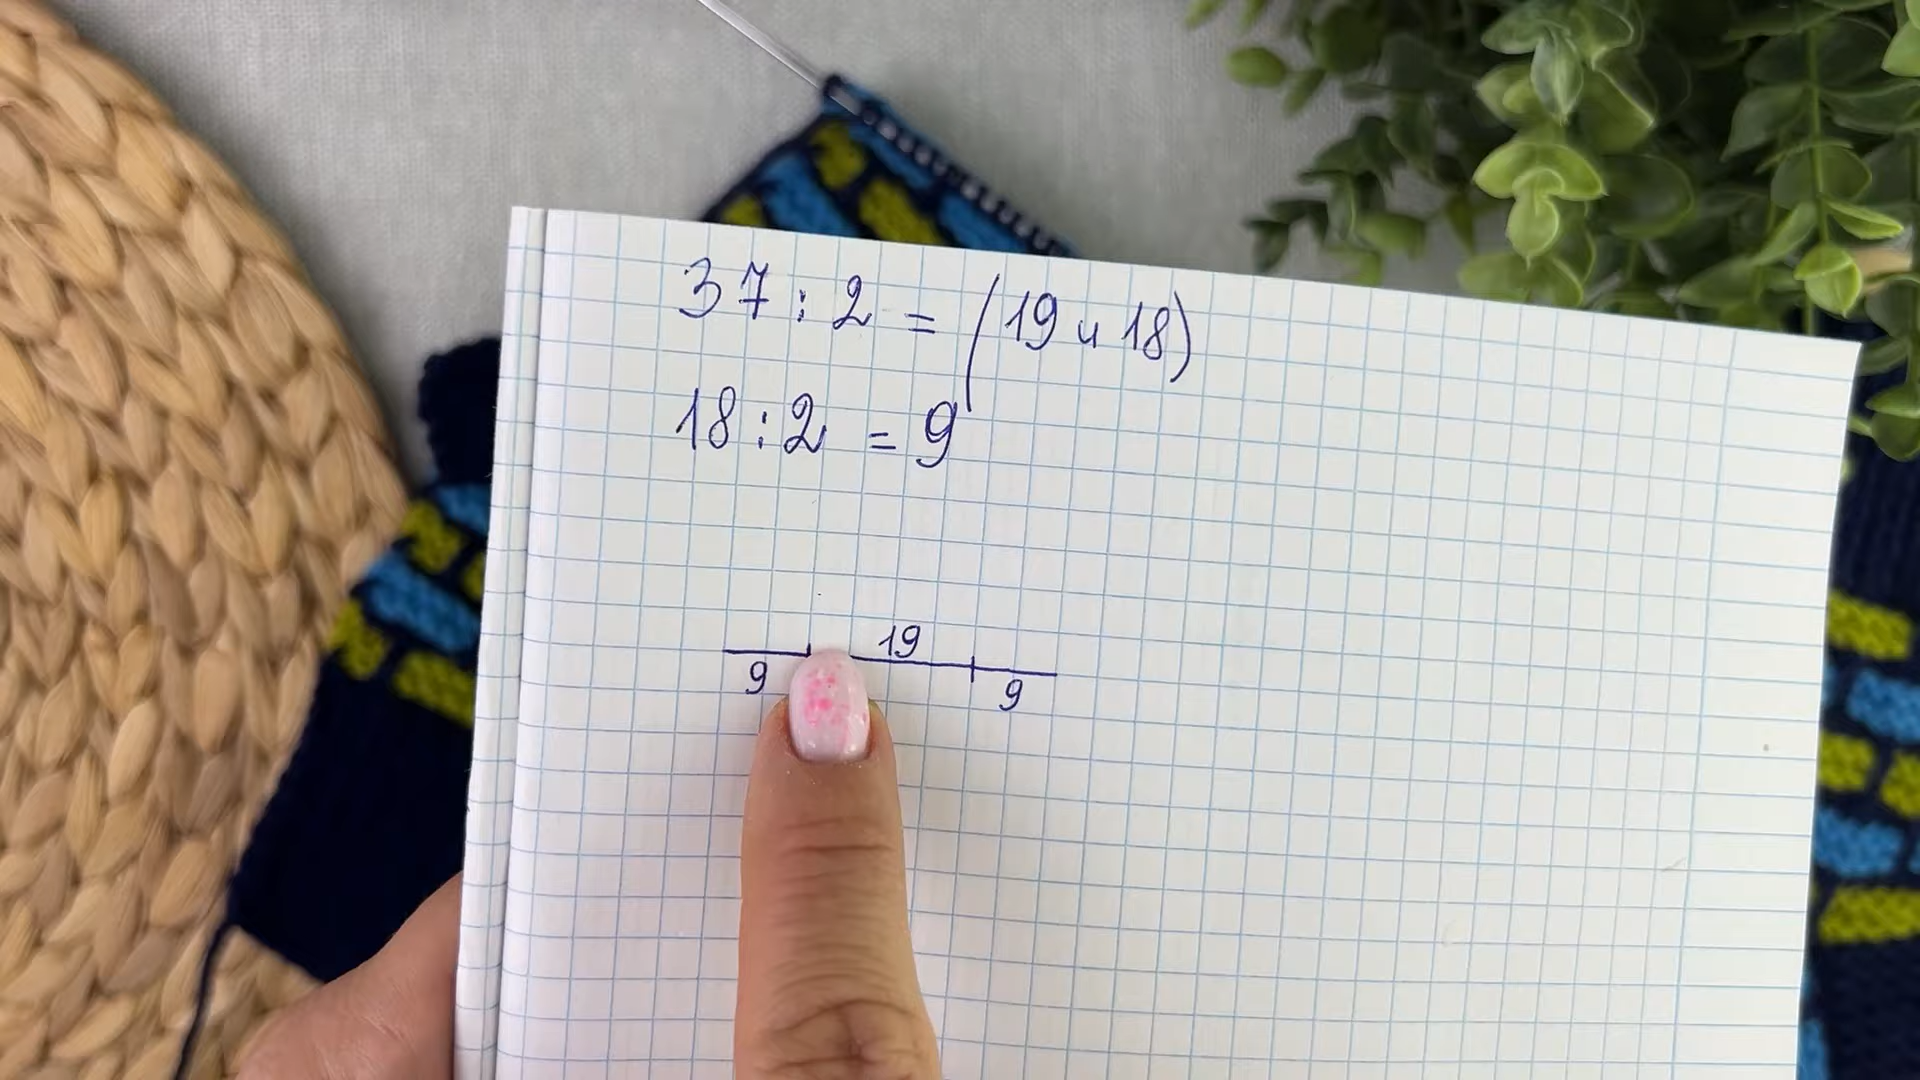 37 : 2 = (19 и 18)
18 : 2 = 9
19
9 9